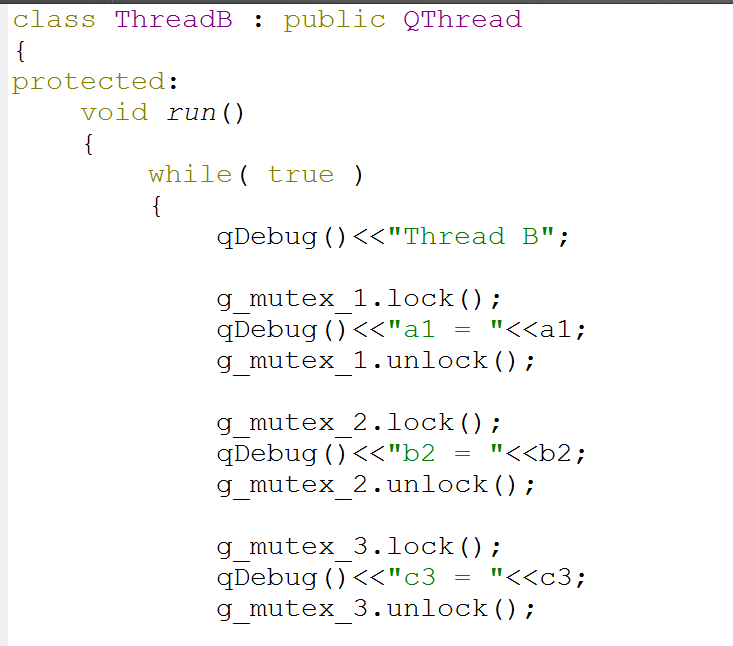 class ThreadB : public QThread
{
protected:
    void run()
    {
        while( true )
        {
            qDebug()<<"Thread B";

            g_mutex_1.lock();
            qDebug()<<"a1 = "<<a1;
            g_mutex_1.unlock();

            g_mutex_2.lock();
            qDebug()<<"b2 = "<<b2;
            g_mutex_2.unlock();

            g_mutex_3.lock();
            qDebug()<<"c3 = "<<c3;
            g_mutex_3.unlock();